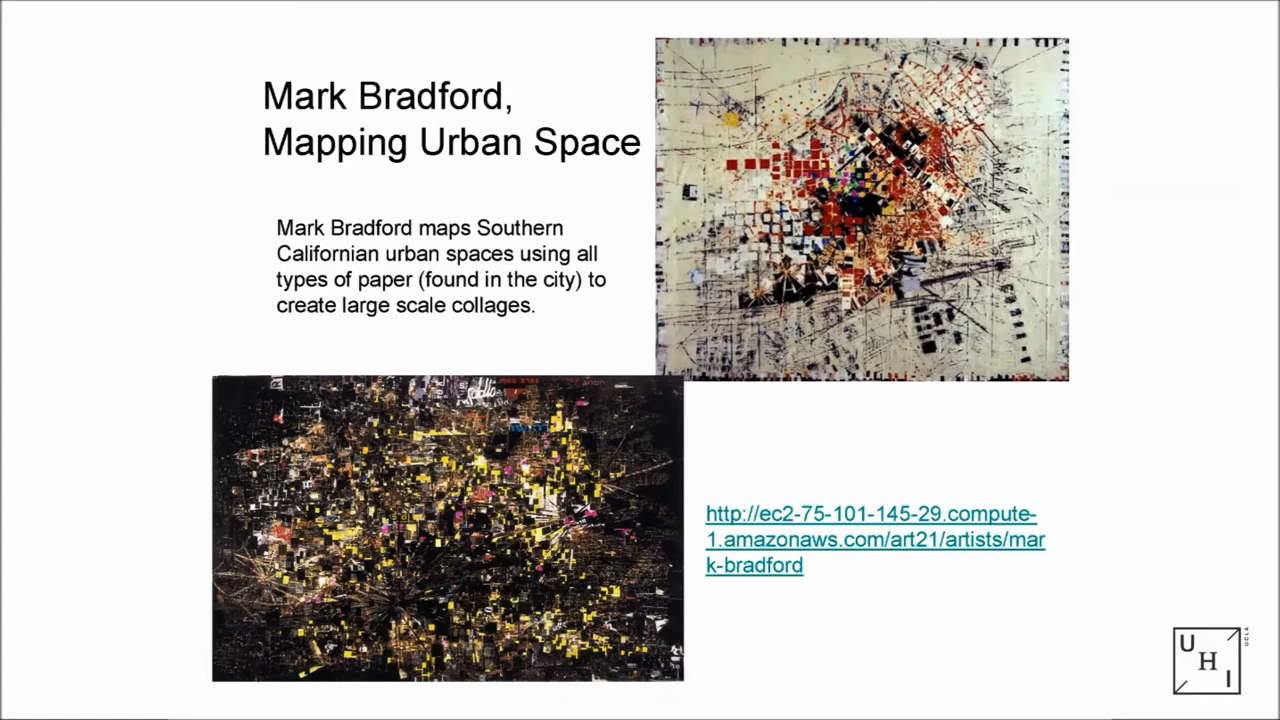 Mark Bradford,
Mapping Urban Space
Mark Bradford maps Southern
Californian urban spaces using all
types of paper (found in the city) to
create large scale collages.
http://ec2-75-101-145-29.compute-
1.amazonaws.com/art21/artists/mar
k-bradford
U
H
I
UCLA